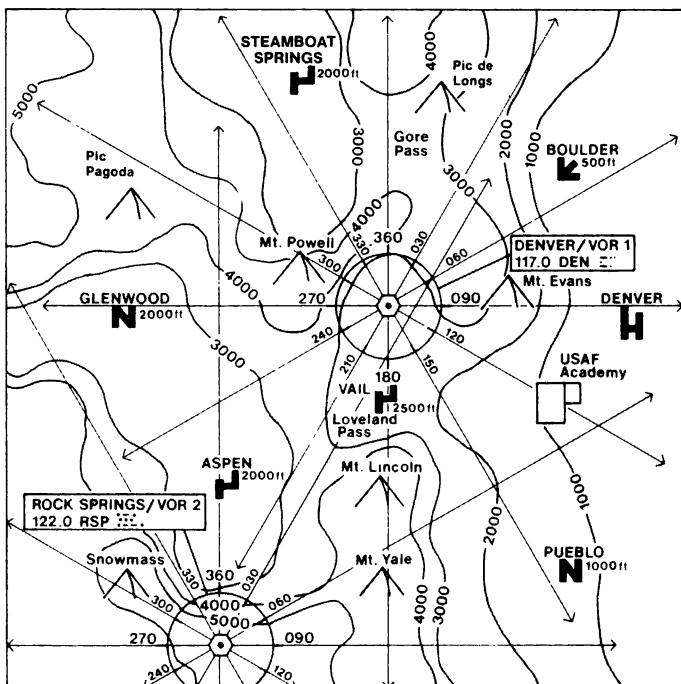 STEAMBOAT
SPRINGS
2000ft
4000
Pic de
Longs
5000
3000
2000
1000
Gore
Pass
BOULDER
500ft
Pic
Pagoda
3000
4000
Mt. Powell
360
330
030
300
060
DENVER/VOR 1
117.0 DEN
Mt. Evans
4000
GLENWOOD
2000ft
270
090
DENVER
240
120
210
150
180
USAF
Academy
3000
VAIL
2500ft
Loveland
Pass
ASPEN
2000ft
Mt. Lincoln
1000
ROCK SPRINGS/VOR 2
122.0 RSP
2000
Snowmass
Mt. Yale
PUEBLO
1000ft
360
330
030
300
060
4000
5000
4000
3000
270
090
240
120